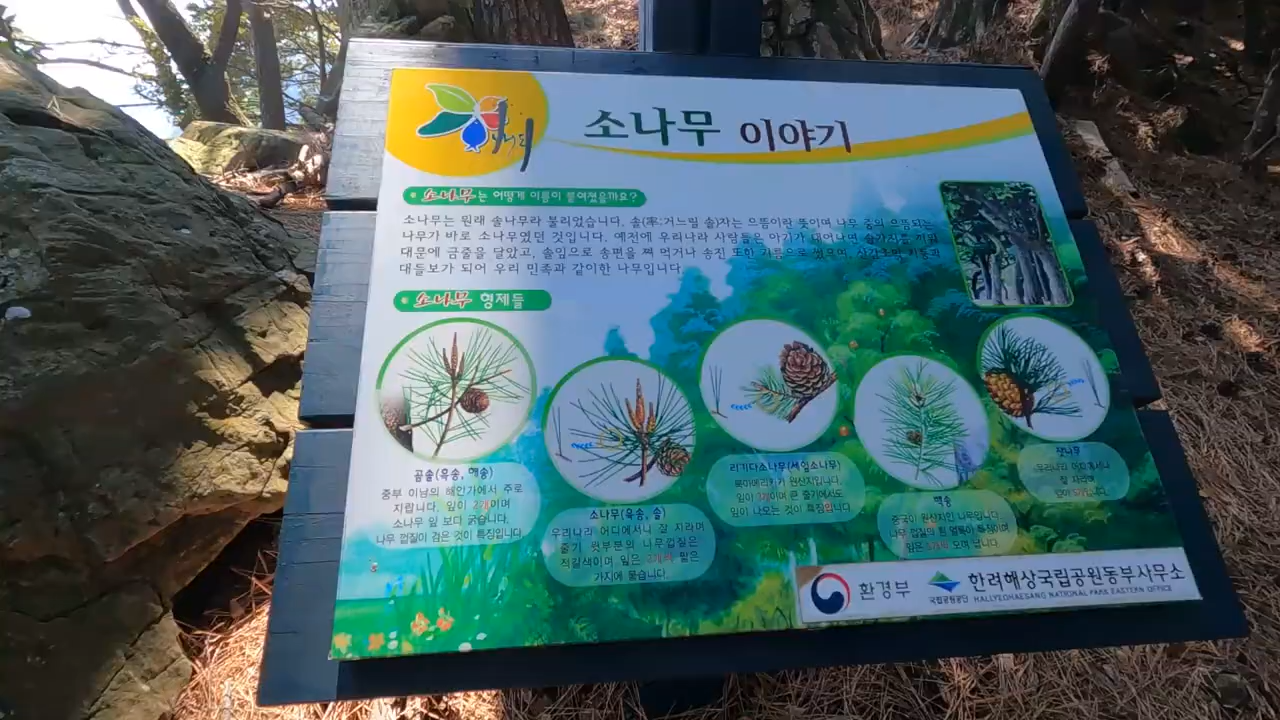 소나무 이야기
소나무는 어떻게 이름이 붙여졌을까요?
소나무는 원래 솔나무라 불리었습니다. 솔(率:거느릴 솔)자는 으뜸이란 뜻이며 나무 중의 으뜸되는
나무가 바로 소나무였던 것입니다. 예전에 우리나라 사람들은 아기가 태어나면 솔가지를 끼워
대문에 금줄을 달았고, 솔잎으로 송편을 쪄 먹거나 송진 또한 기름으로 썼으며,
대들보가 되어 우리 민족과 같이한 나무입니다.
소나무 형제들
곰솔(흑송, 해송)
중부 이남의 해안가에서 주로
지랍니다. 잎이 2개이며
소나무 잎 보다 굵습니다.
나무 껍질이 검은 것이 특징입니다.
소나무(육송, 솔)
우리나라 어디에서나 잘 자라며
줄기 윗부분의 나무껍질은
적갈색이며 잎은 2개씩 짧은
가지에 뭉습니다.
리기다소나무(세잎소나무)
북아메리카가 원산지입니다.
잎이 3개이며 큰 줄기에서도
잎이 나오는 것이 특징입니다
백송
중국이 원산지인 나무입니다.
나무 껍질의 흰 얼룩이 특징이며
잎은 3개씩 모여 납니다.
잣나무
우리나라 어디에서나
잘 자라며
잎이 5개입니다.
환경부
국립공원공단
한려해상국립공원동부사무소
HALLYEOHAESANG NATIONAL PARK EASTERN OFFICE